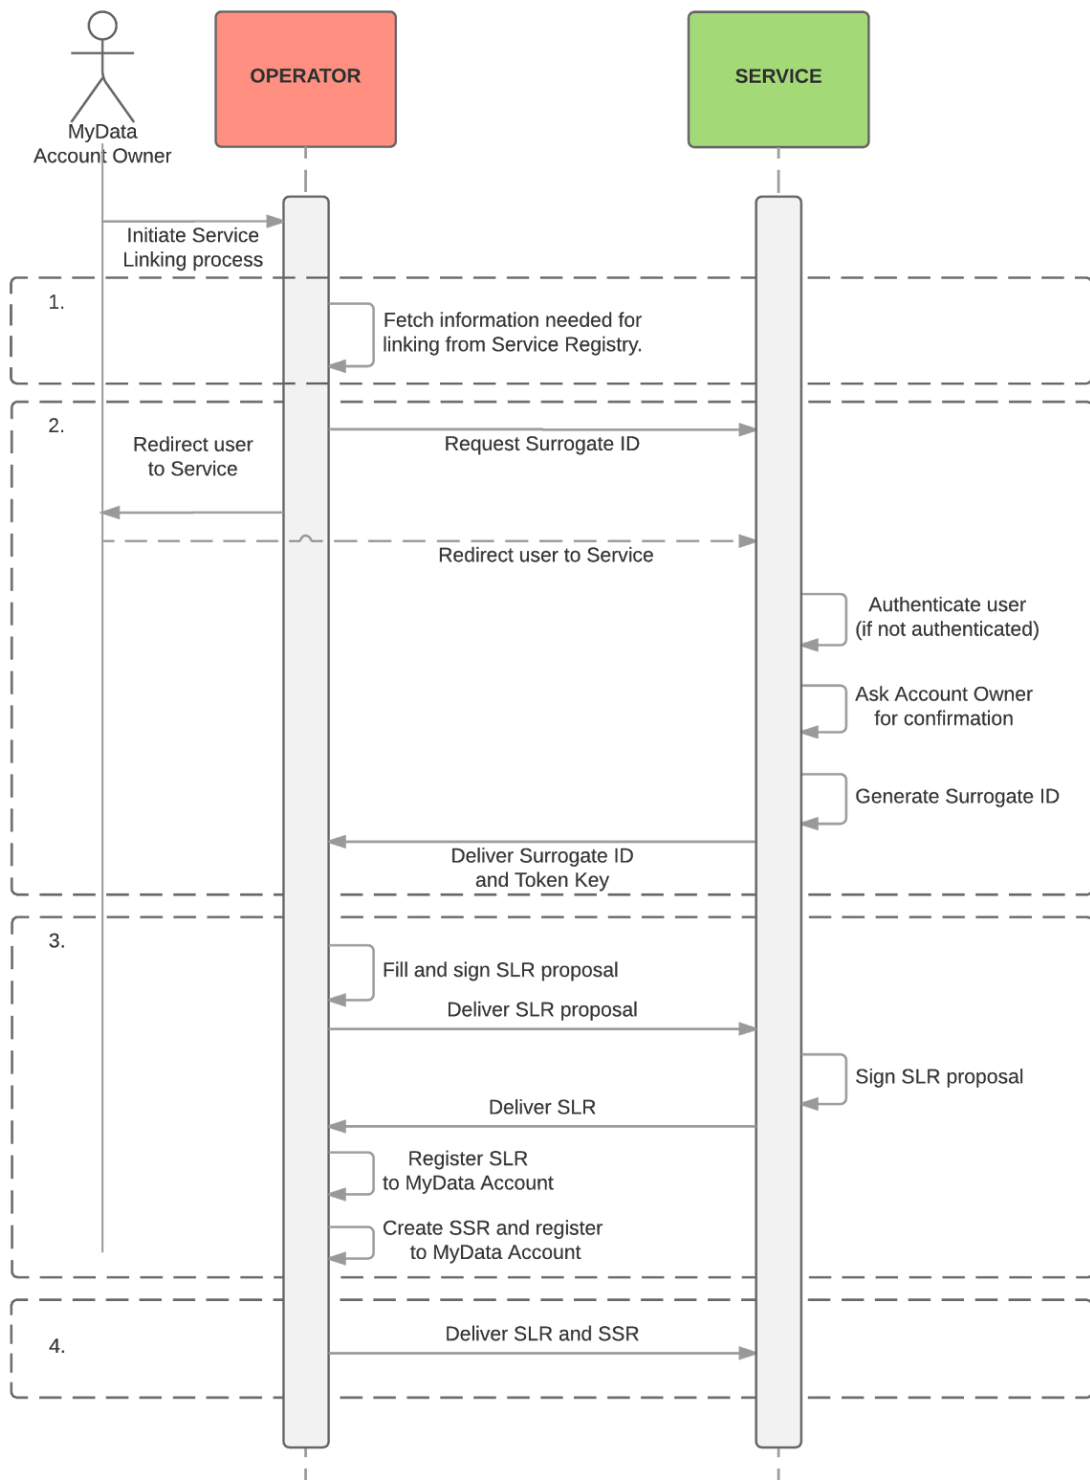 OPERATOR
SERVICE
MyData
Account Owner
Initiate Service
Linking process
1.
Fetch information needed for
linking from Service Registry.
2.
Request Surrogate ID
Redirect user
to Service
Redirect user to Service
Authenticate user
(if not authenticated)
Ask Account Owner
for confirmation
Generate Surrogate ID
Deliver Surrogate ID
and Token Key
3.
Fill and sign SLR proposal
Deliver SLR proposal
Sign SLR proposal
Deliver SLR
Register SLR
to MyData Account
Create SSR and register
to MyData Account
4.
Deliver SLR and SSR